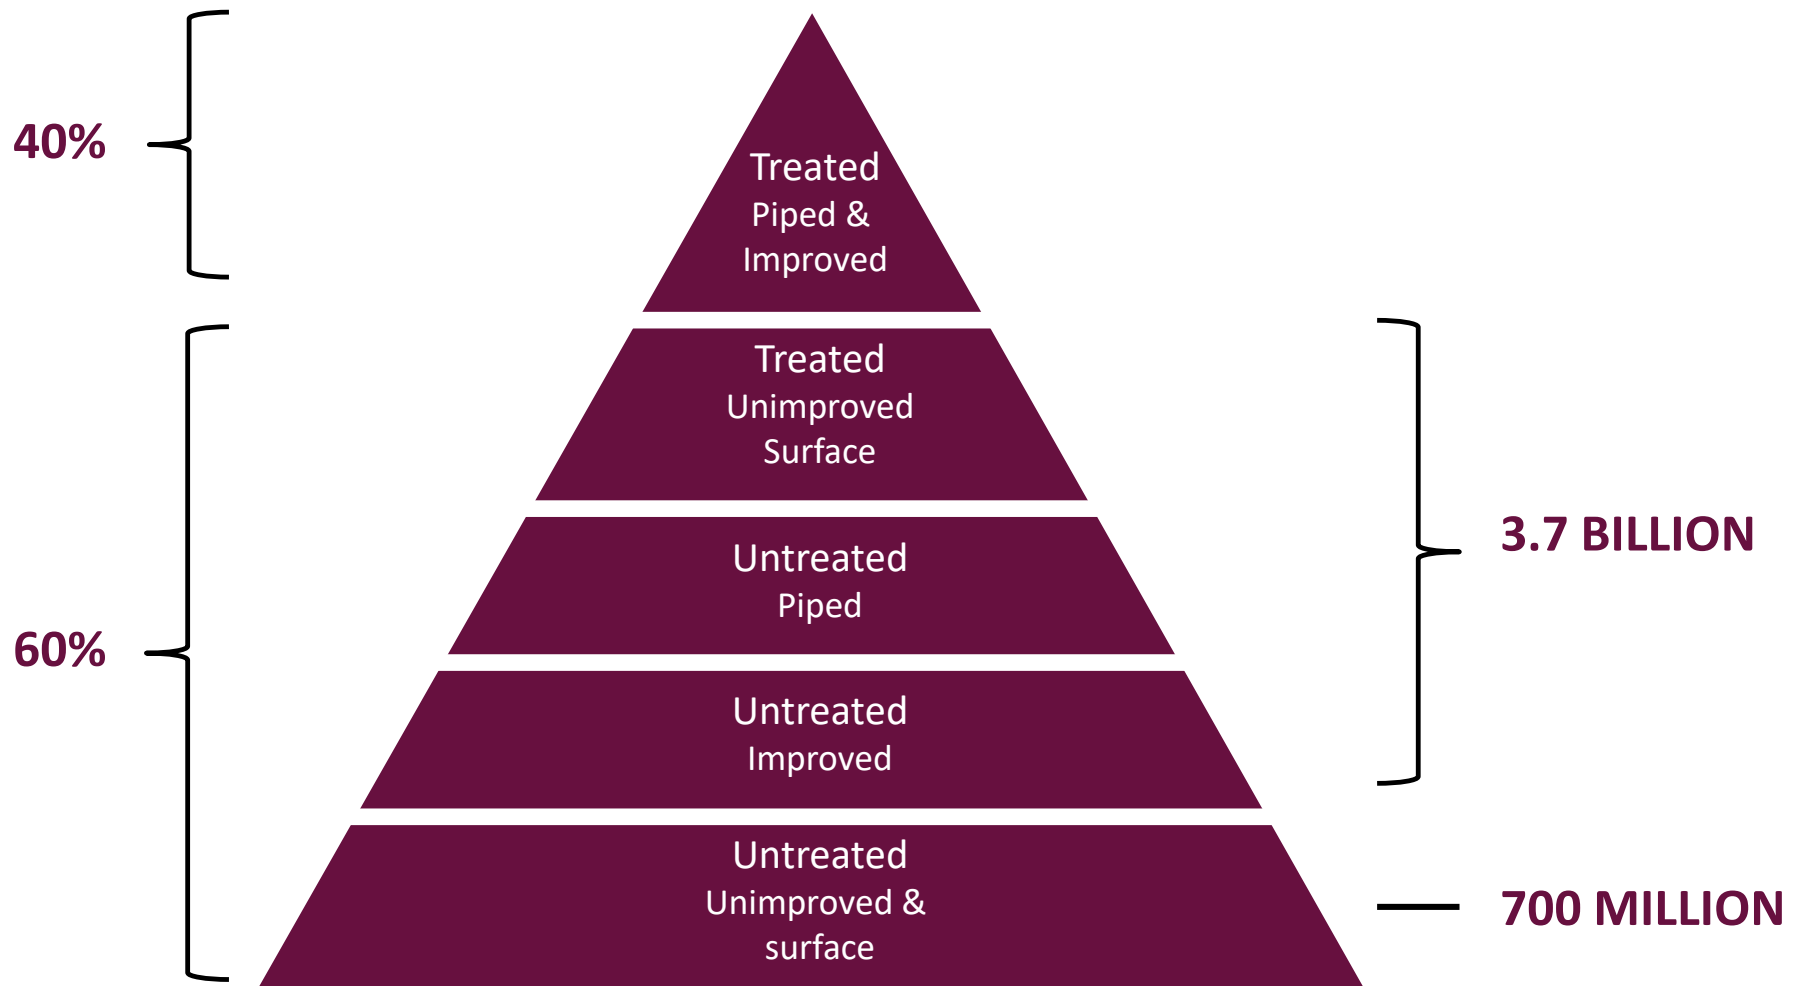 40%
Treated
Piped &
Improved
Treated
Unimproved
Surface
Untreated
Piped
3.7 BILLION
60%
Untreated
Improved
Untreated
Unimproved &
surface
700 MILLION